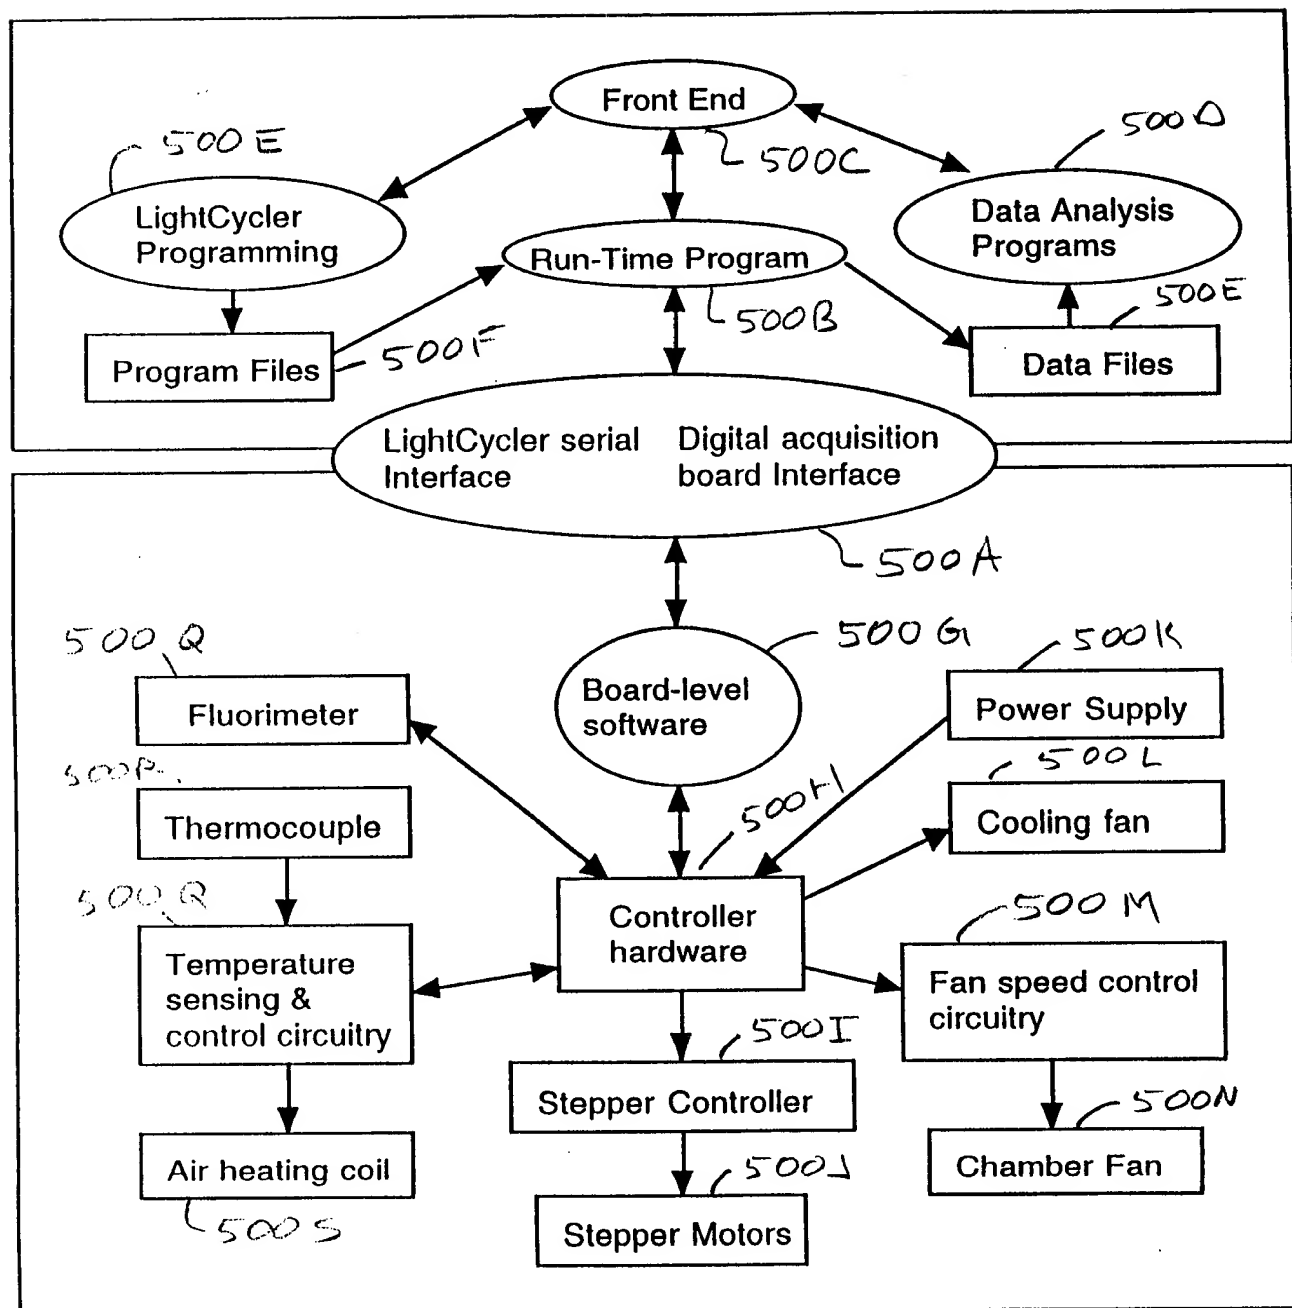 Front End
500E
500D
500C
LightCycler
Programming
Data Analysis
Programs
Run-Time Program
500E
500B
500F
Program Files
Data Files
LightCycler serial
Interface
Digital acquisition
board Interface
500A
500Q
500G
500K
Fluorimeter
Board-level
software
Power Supply
500P.
500L
500H
Thermocouple
Cooling fan
500Q
Controller
hardware
500M
Temperature
sensing &
control circuitry
Fan speed control
circuitry
500I
Stepper Controller
500N
Air heating coil
500J
Chamber Fan
500S
Stepper Motors